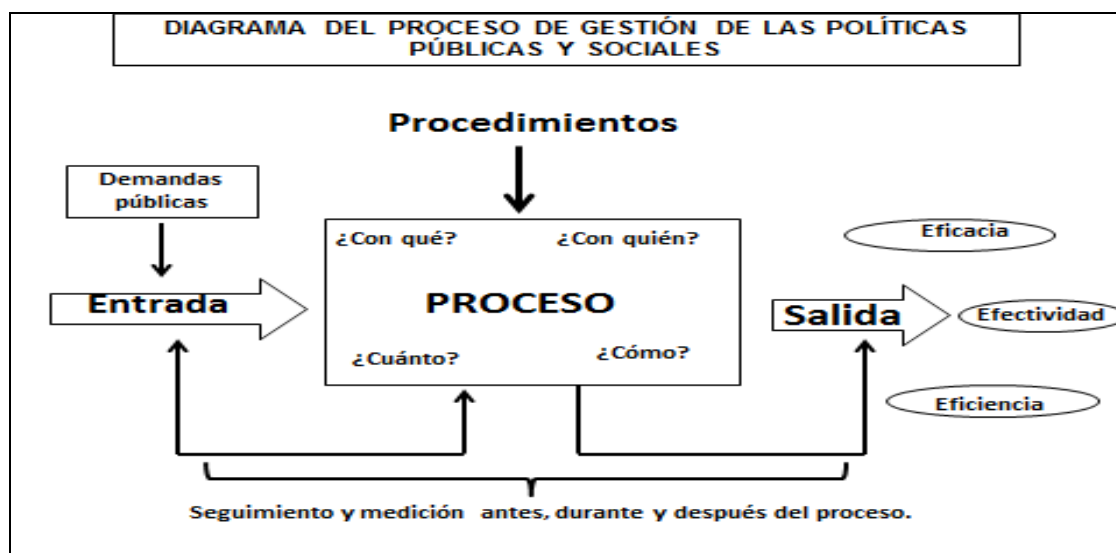 DIAGRAMA DEL PROCESO DE GESTIÓN DE LAS POLÍTICAS
PÚBLICAS Y SOCIALES
Procedimientos
Demandas
públicas
¿Con qué?
¿Con quién?
Eficacia
Entrada
PROCESO
Salida
Efectividad
¿Cuánto?
¿Cómo?
Eficiencia
Seguimiento y medición antes, durante y después del proceso.